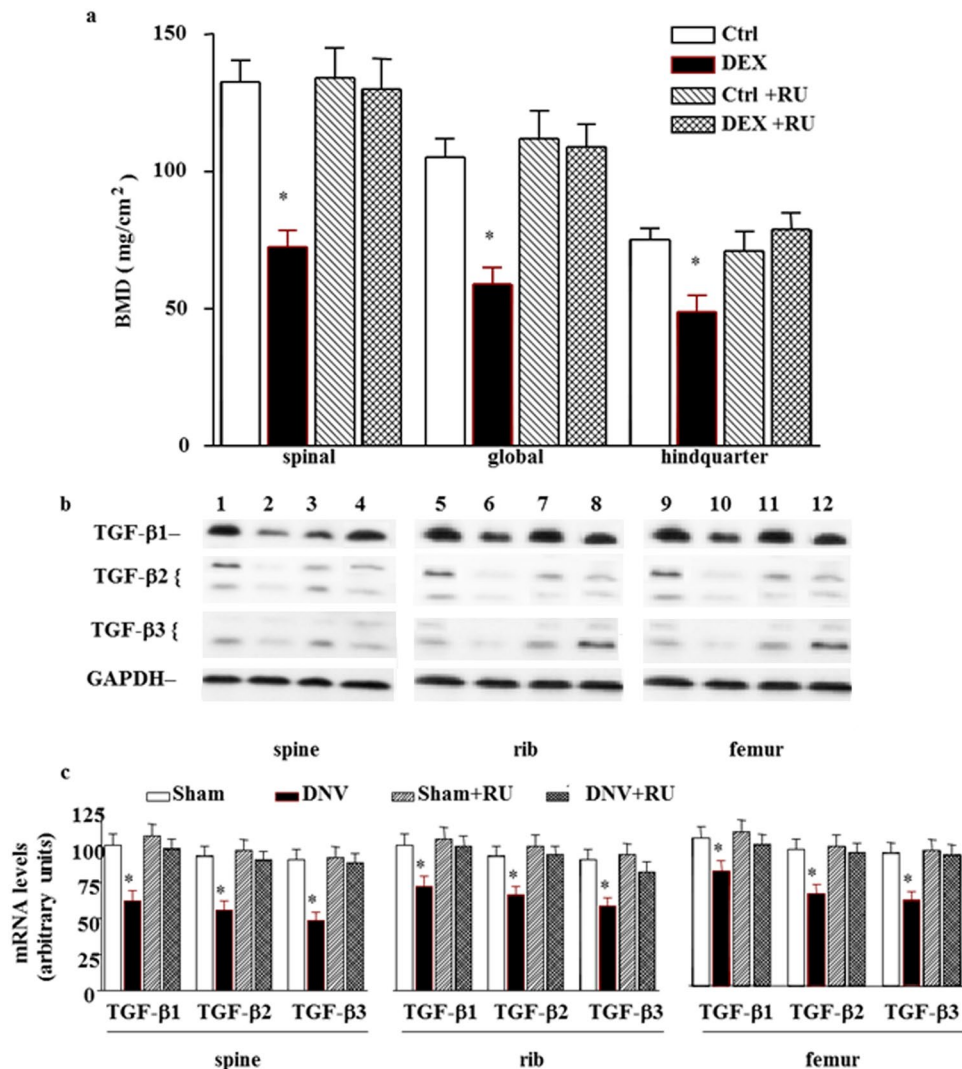 a
150
100
50
0
BMD ( mg/cm²)
Ctrl
DEX
Ctrl +RU
DEX +RU
*
*
*
spinal global hindquarter
b
1 2 3 4 5 6 7 8 9 10 11 12
TGF-β1–
TGF-β2 {
TGF-β3 {
GAPDH–
spine rib femur
c
Sham DNV Sham+RU DNV+RU
mRNA levels
(arbitrary units)
125
100
75
50
25
0
* * * * * * * * *
TGF-β1 TGF-β2 TGF-β3 TGF-β1 TGF-β2 TGF-β3 TGF-β1 TGF-β2 TGF-β3
spine rib femur